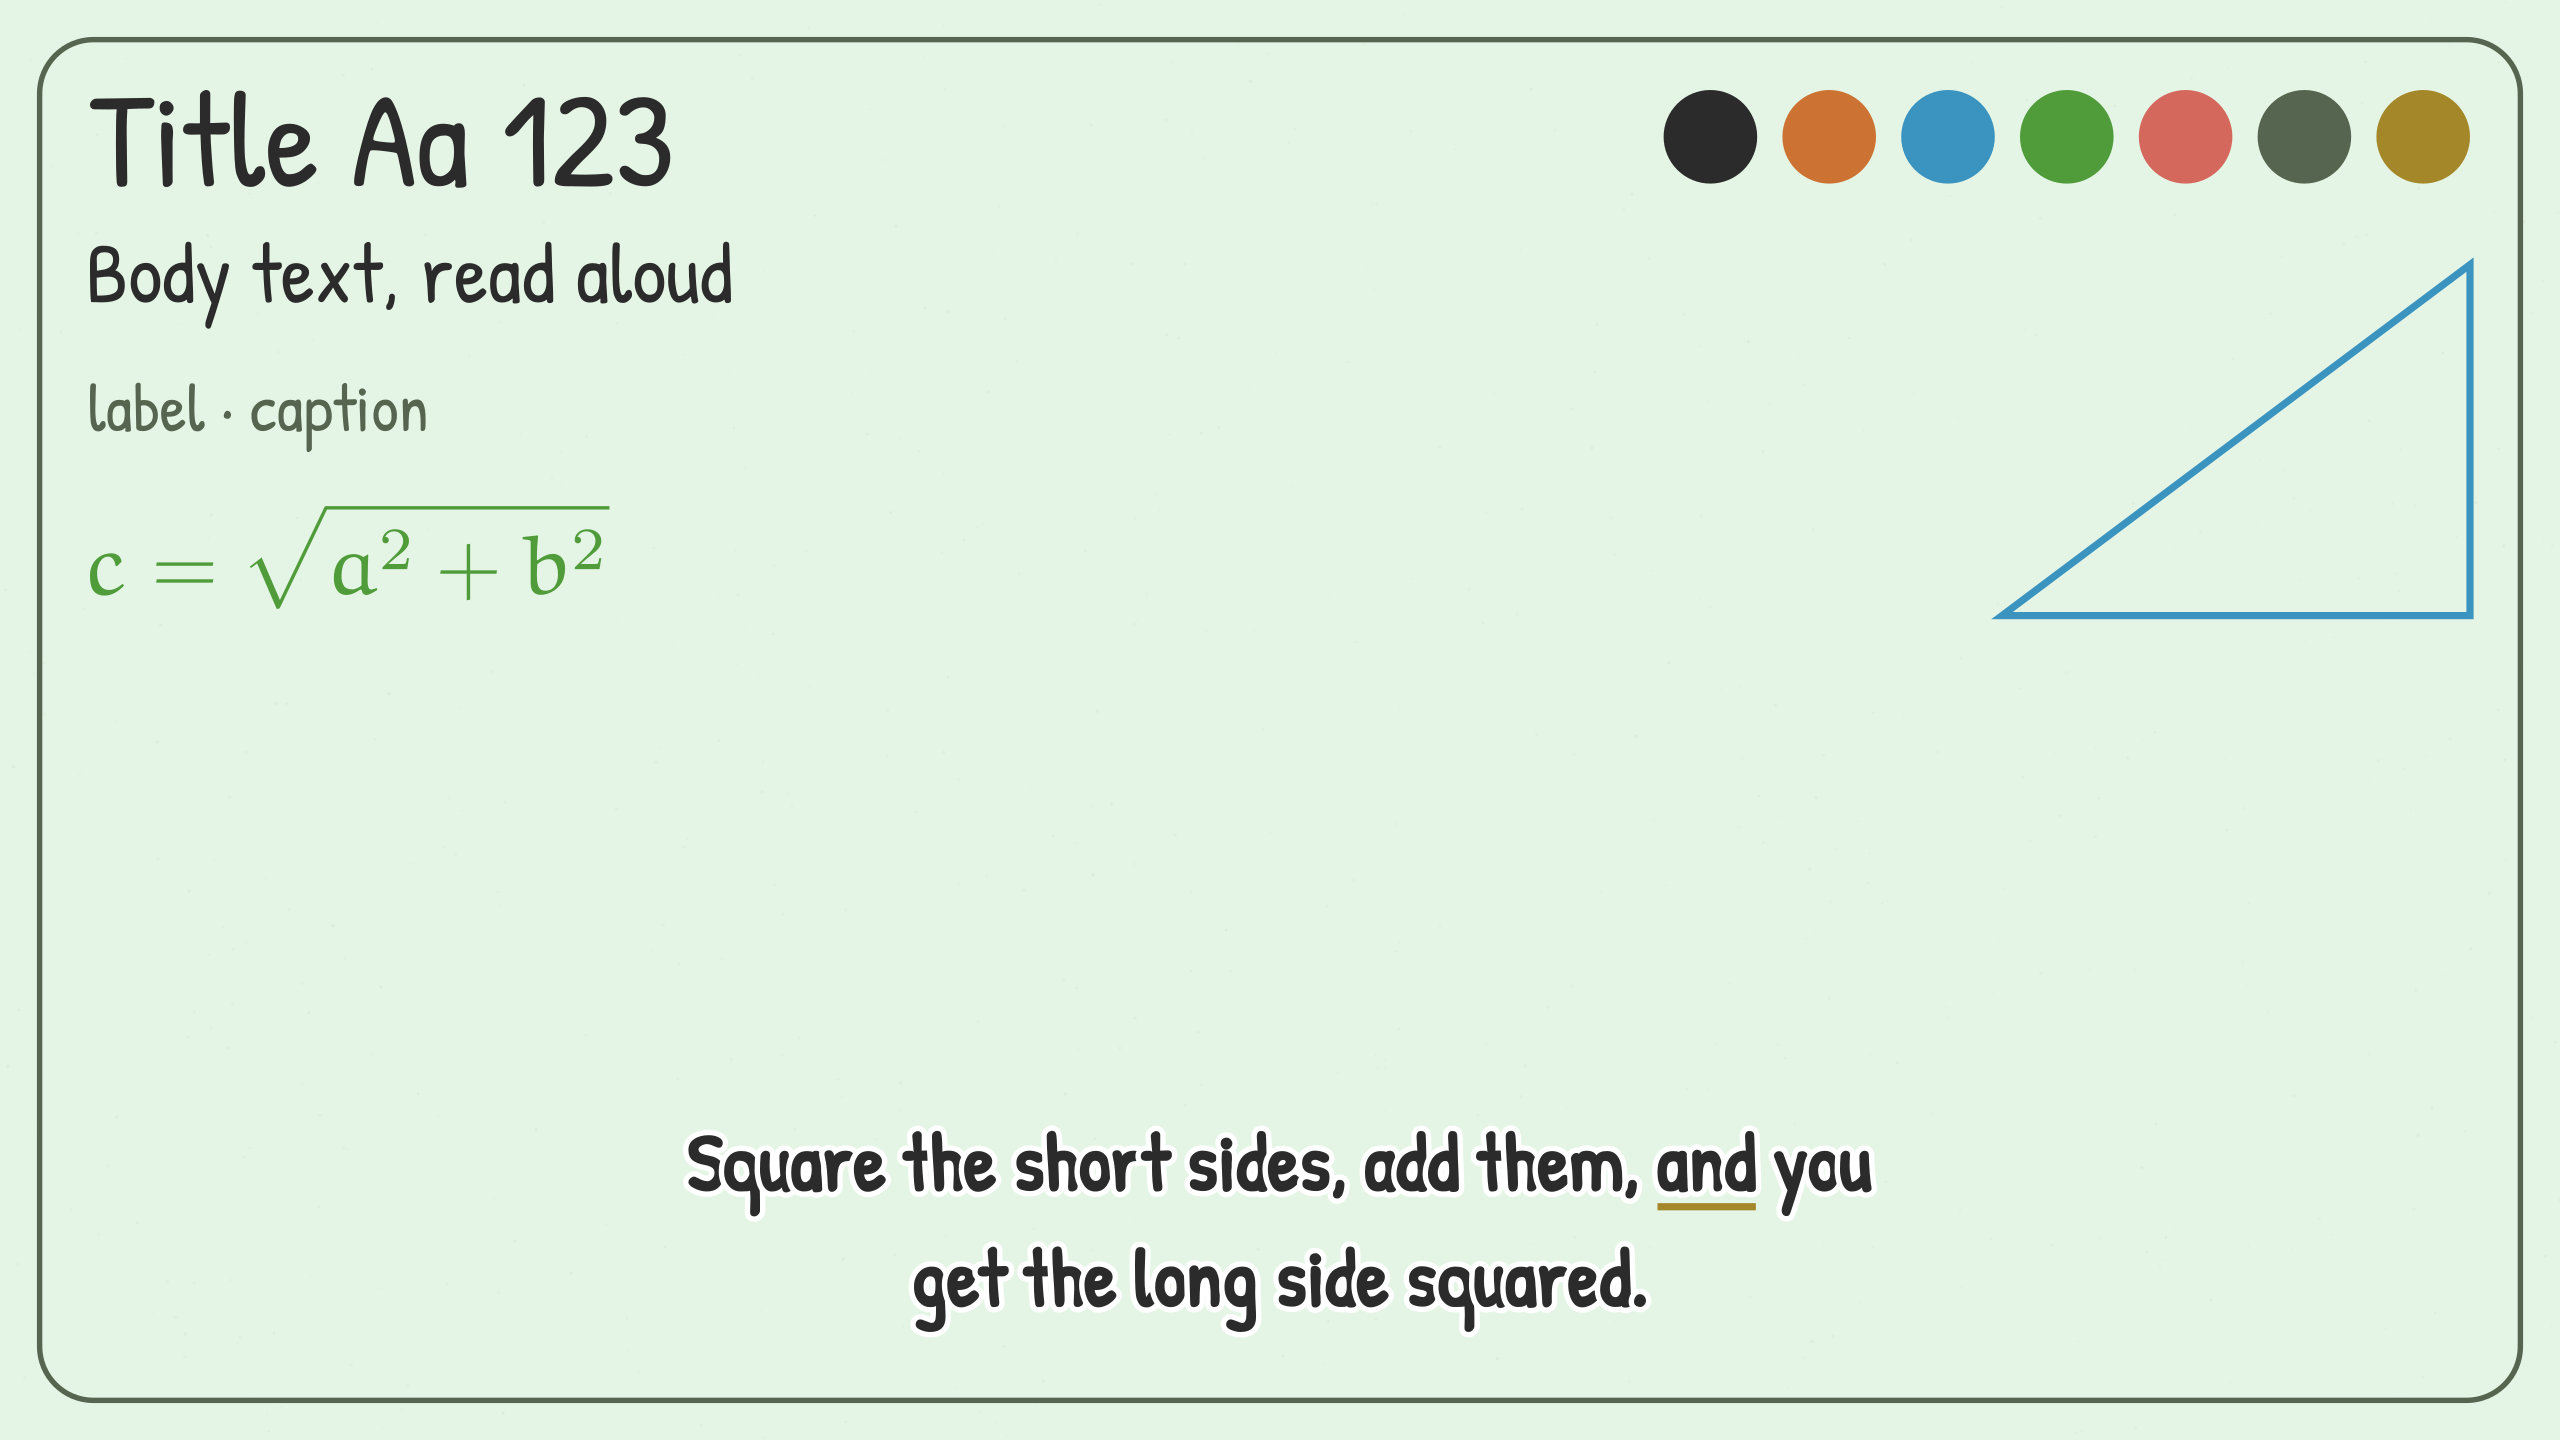 Title Aa 123
Body text, read aloud
label · caption
c = √(a² + b²)
Square the short sides, add them, and you
get the long side squared.